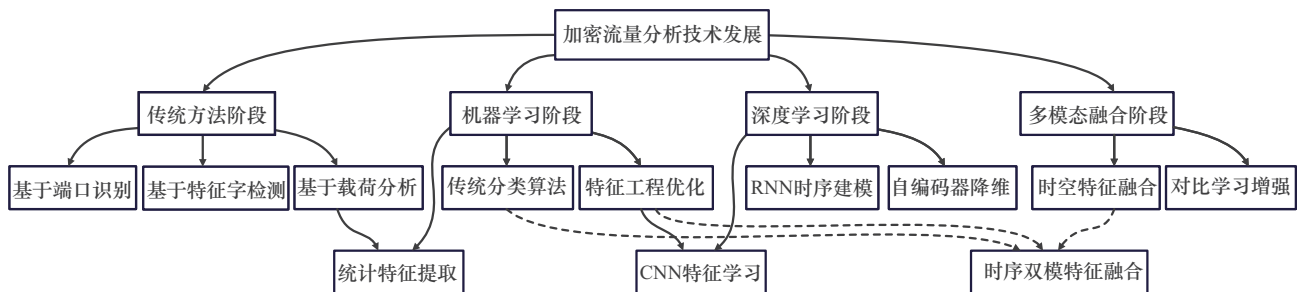 加密流量分析技术发展
传统方法阶段
机器学习阶段
深度学习阶段
多模态融合阶段
基于端口识别
基于特征字检测
基于载荷分析
传统分类算法
特征工程优化
RNN时序建模
自编码器降维
时空特征融合
对比学习增强
统计特征提取
CNN特征学习
时序双模特征融合